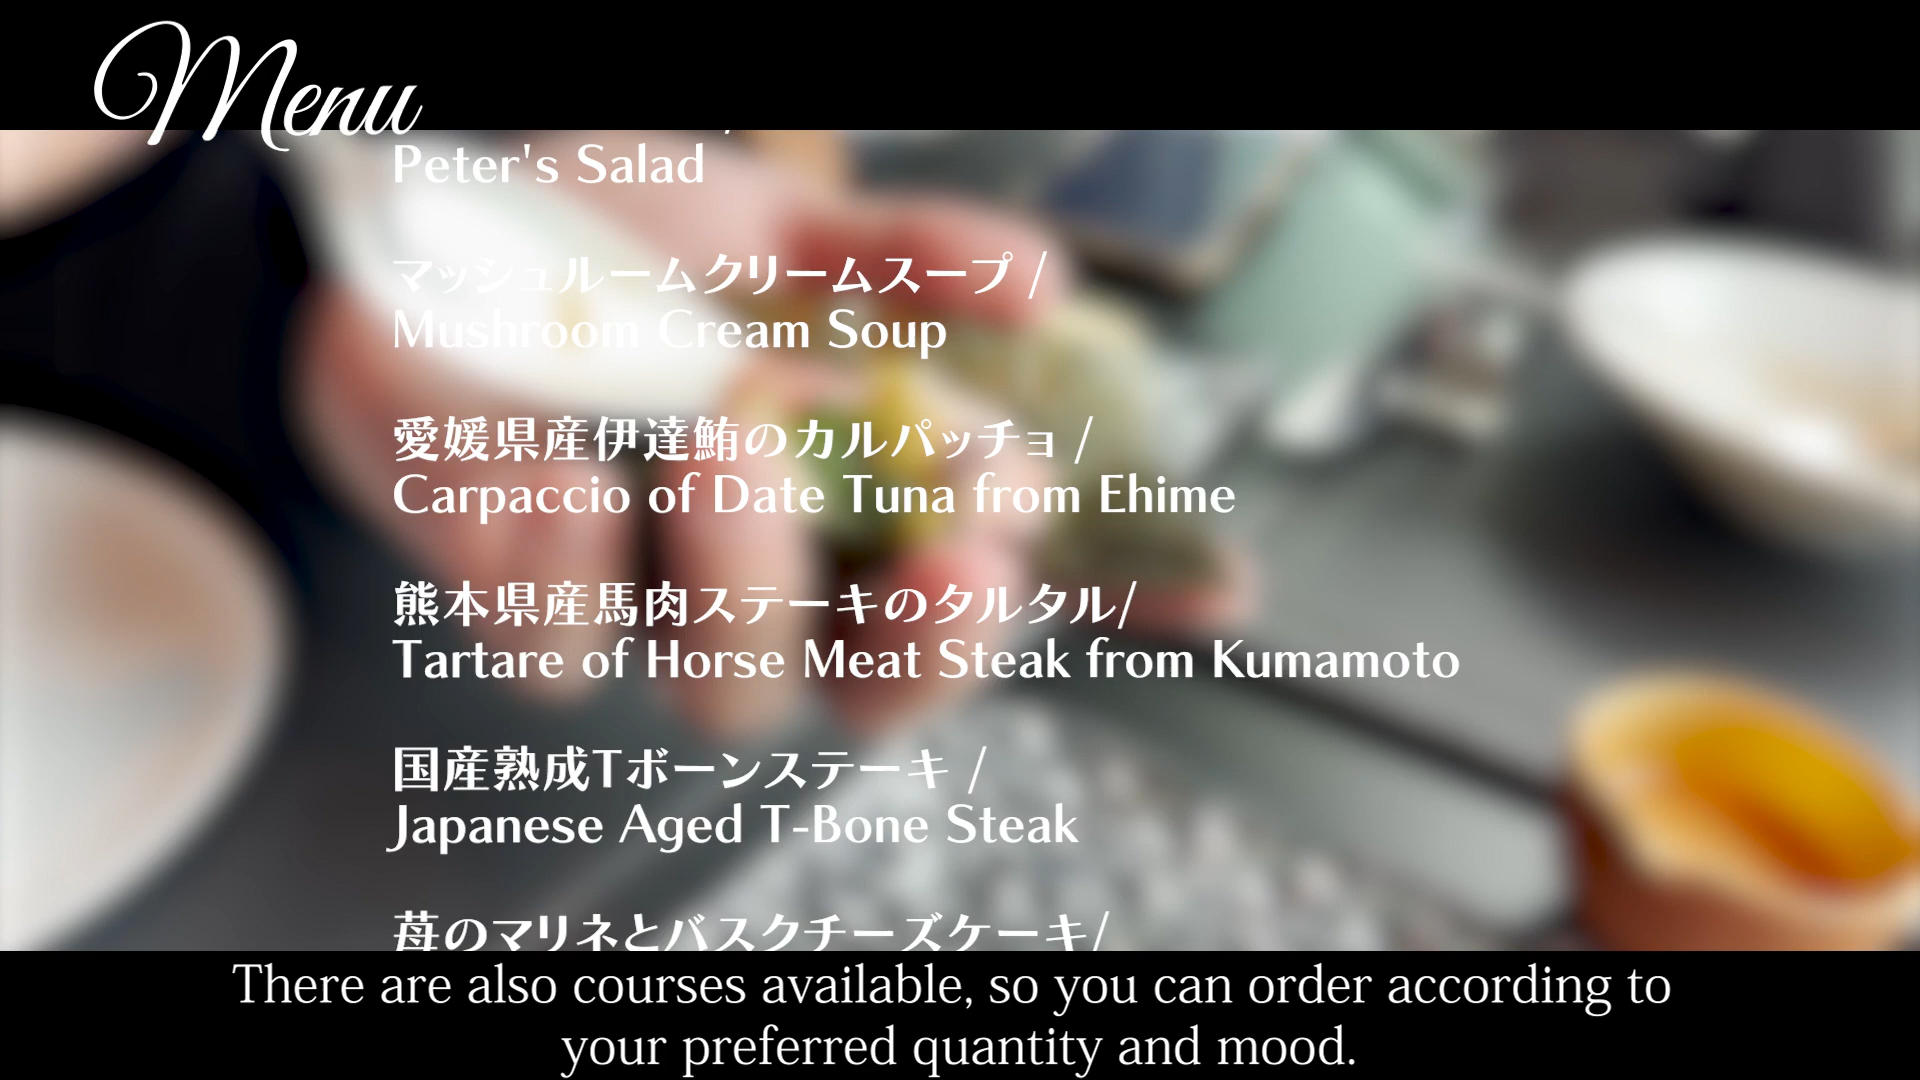 Menu
Peter's Salad
マッシュルームクリームスープ /
Mushroom Cream Soup
愛媛県産伊達鮪のカルパッチョ /
Carpaccio of Date Tuna from Ehime
熊本県産馬肉ステーキのタルタル/
Tartare of Horse Meat Steak from Kumamoto
国産熟成Tボーンステーキ /
Japanese Aged T-Bone Steak
苺のマリネとバスクチーズケーキ/
There are also courses available, so you can order according to
your preferred quantity and mood.